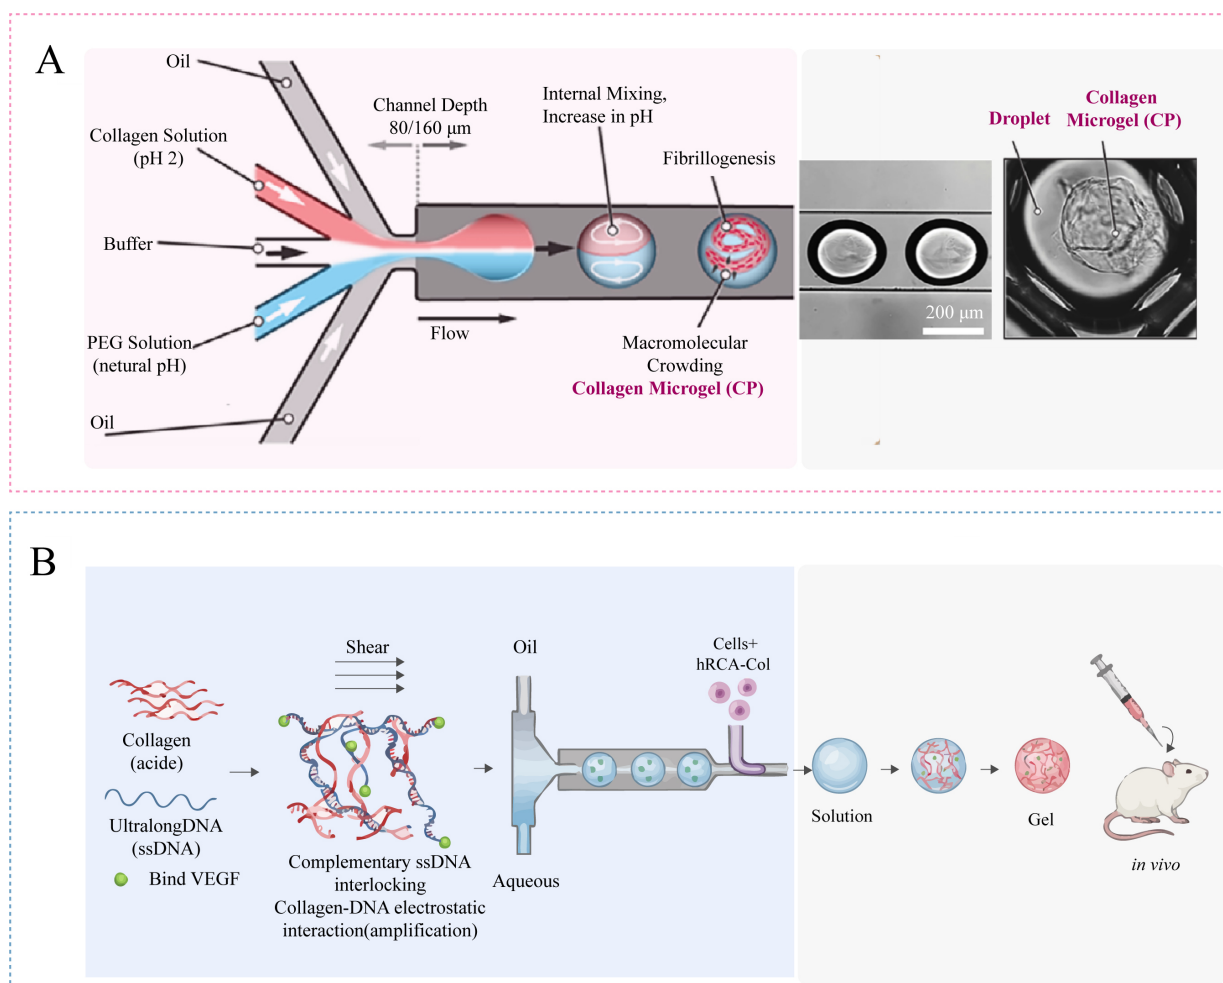 A
Oil
Collagen Solution
(pH 2)
Buffer
PEG Solution
(netural pH)
Oil
Channel Depth
80/160 μm
Flow
Internal Mixing,
Increase in pH
Fibrillogenesis
Macromolecular
Crowding
Collagen Microgel (CP)
Droplet
Collagen
Microgel (CP)
200 μm
B
Collagen
(acide)
UltralongDNA
(ssDNA)
Bind VEGF
Shear
Complementary ssDNA
interlocking
Collagen-DNA electrostatic
interaction(amplification)
Oil
Aqueous
Cells+
hRCA-Col
Solution
Gel
in vivo